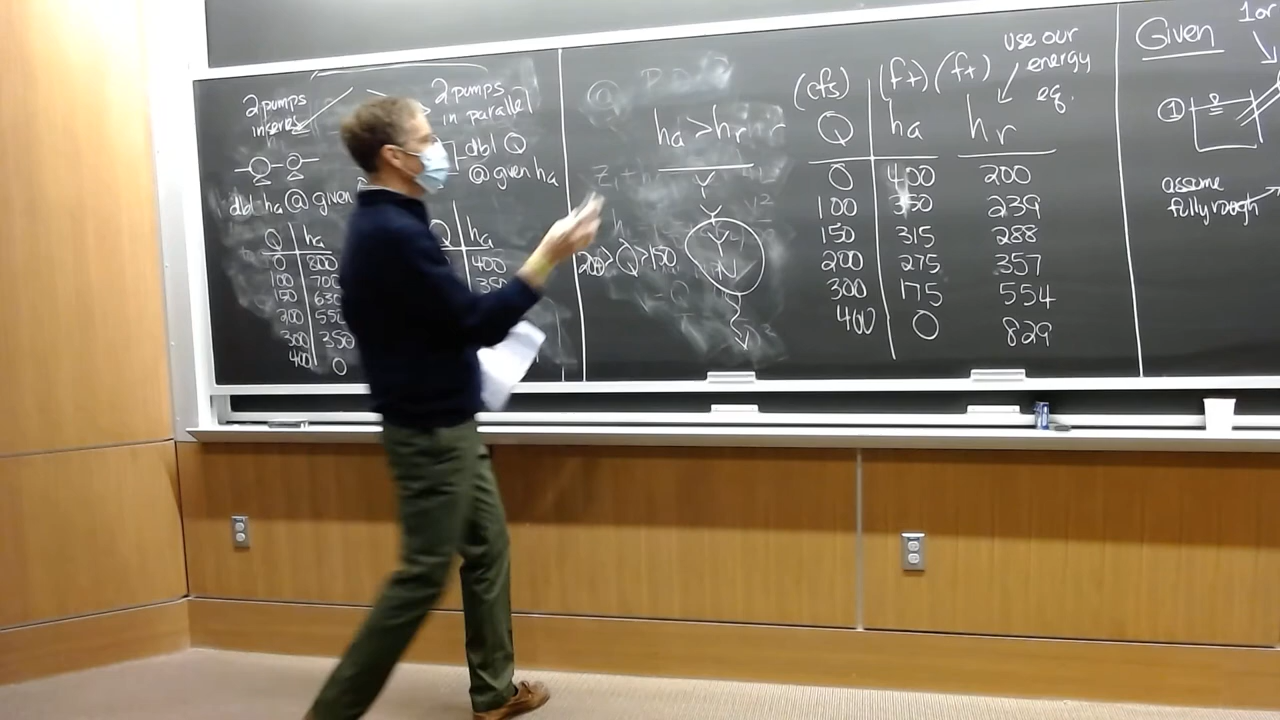 2 pumps
in series
dbl ha @ given
Q ha
0 800
100 700
150 630
200 550
300 350
400 0
2 pumps
in parallel
dbl Q
@ given ha
Q ha
400
350
ha > hr
Y
Y
Y N
200 > Q > 150
(cfs) (ft) (ft)
Q ha hr
0 400 200
100 350 239
150 315 288
200 275 357
300 175 554
400 0 829
use our
energy
eq.
Given
1 or
①
assume
fully rough